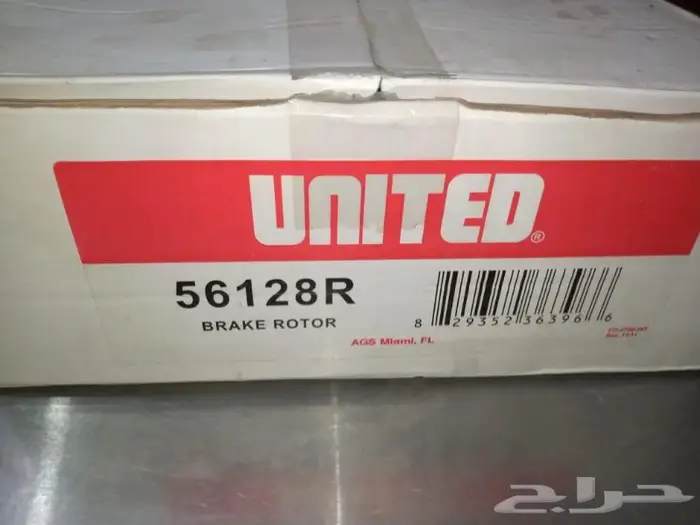 UNITED®
56128R
BRAKE ROTOR
8 29352 36396 6
AGS Miami, FL
حراج